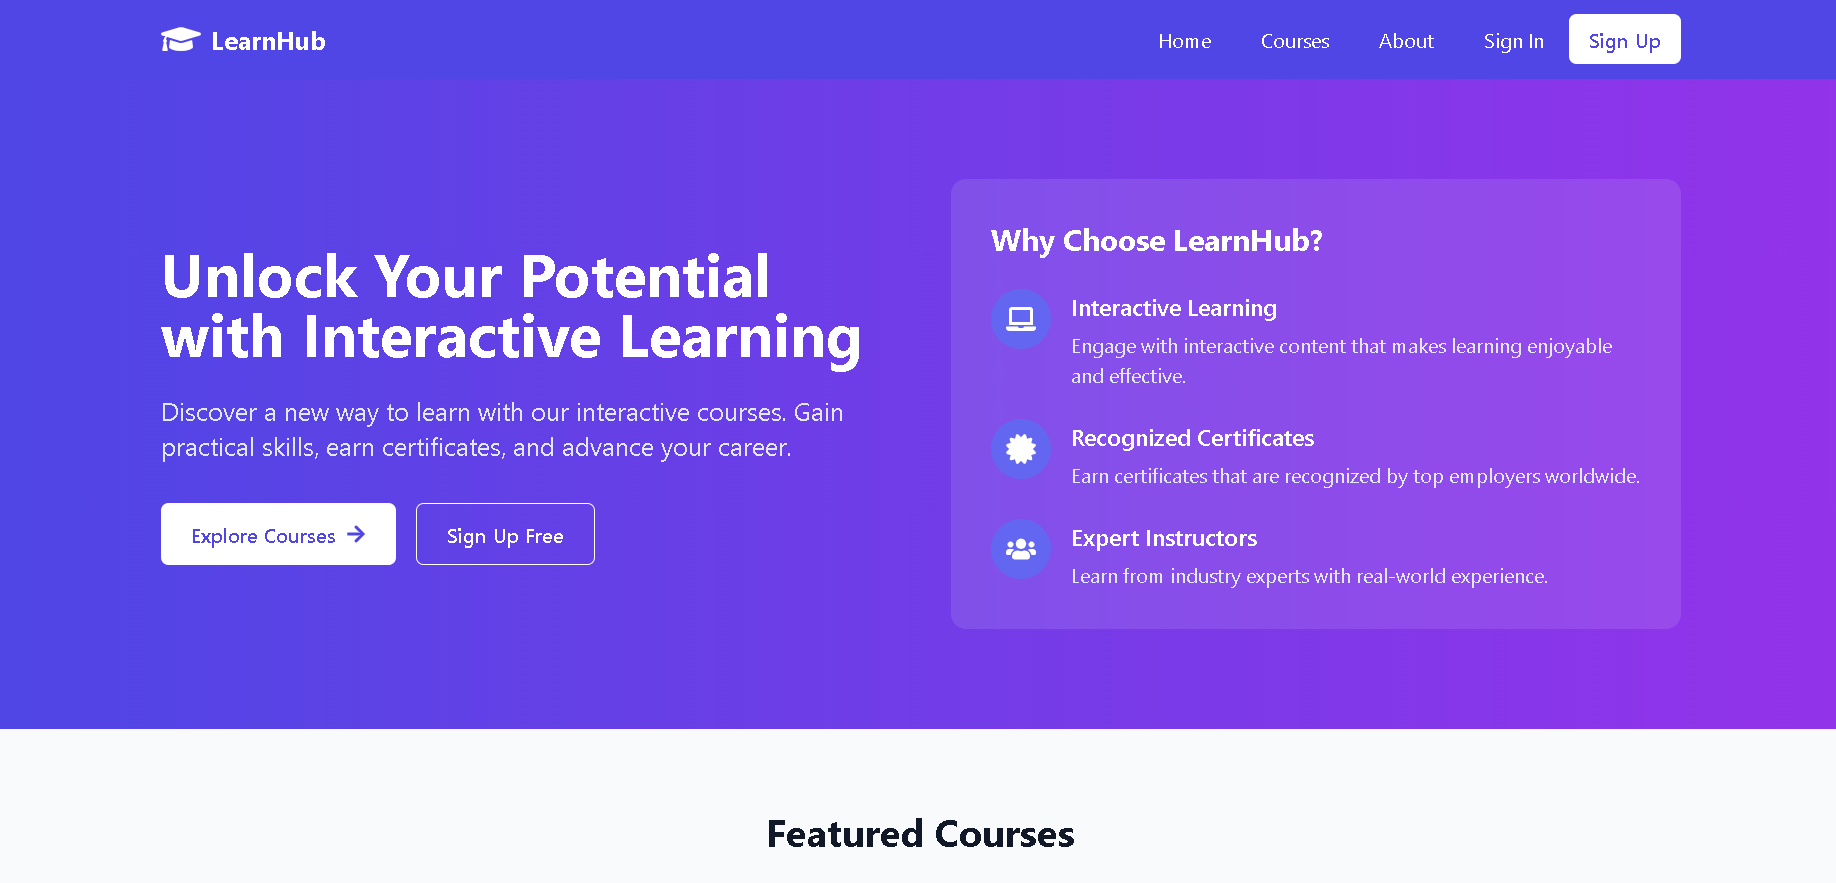 LearnHub
Home
Courses
About
Sign In
Sign Up
Unlock Your Potential
with Interactive Learning
Discover a new way to learn with our interactive courses. Gain
practical skills, earn certificates, and advance your career.
Explore Courses
Sign Up Free
Why Choose LearnHub?
Interactive Learning
Engage with interactive content that makes learning enjoyable
and effective.
Recognized Certificates
Earn certificates that are recognized by top employers worldwide.
Expert Instructors
Learn from industry experts with real-world experience.
Featured Courses